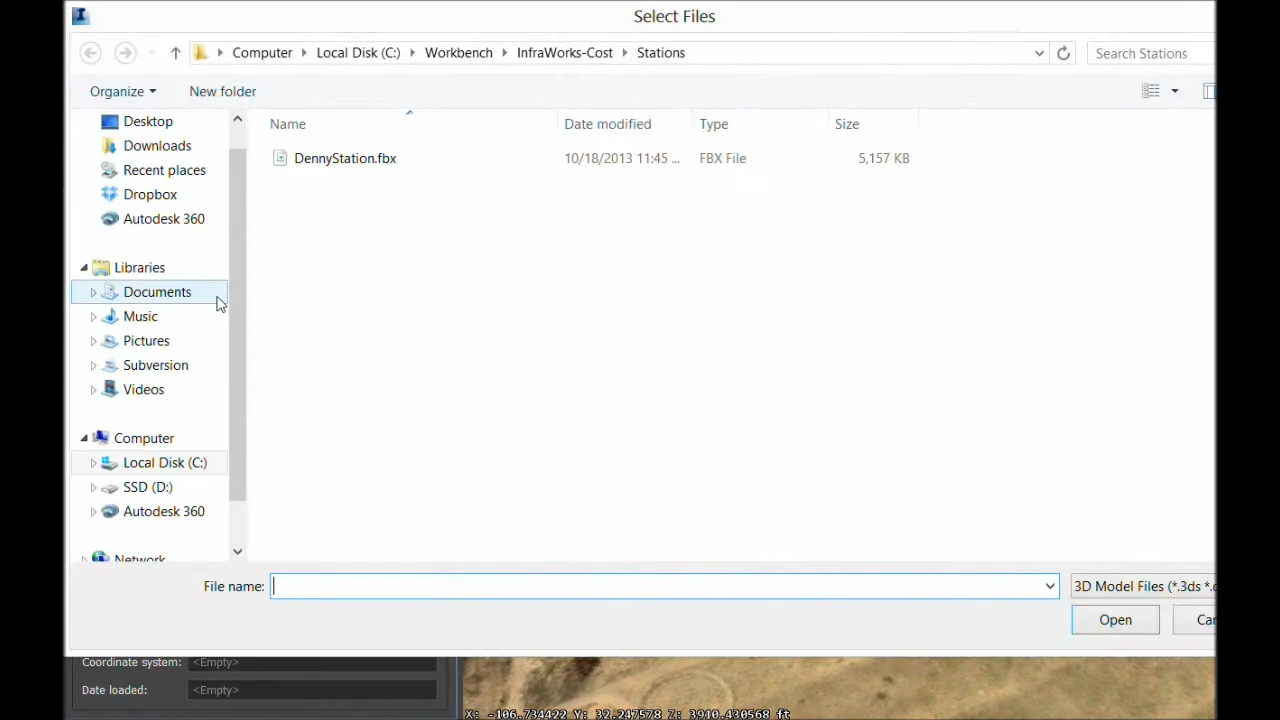 Select Files
Computer Local Disk (C:) Workbench InfraWorks-Cost Stations Search Stations
Organize New folder
Name Date modified Type Size
DennyStation.fbx 10/18/2013 11:45 ... FBX File 5,157 KB
Desktop
Downloads
Recent places
Dropbox
Autodesk 360
Libraries
Documents
Music
Pictures
Subversion
Videos
Computer
Local Disk (C:)
SSD (D:)
Autodesk 360
Network
File name: 3D Model Files (*.3ds *.
Open
Coordinate system: <Empty>
Date loaded: <Empty>
X: -106.734422 Y: 32.247578 Z: 3910.430568 ft